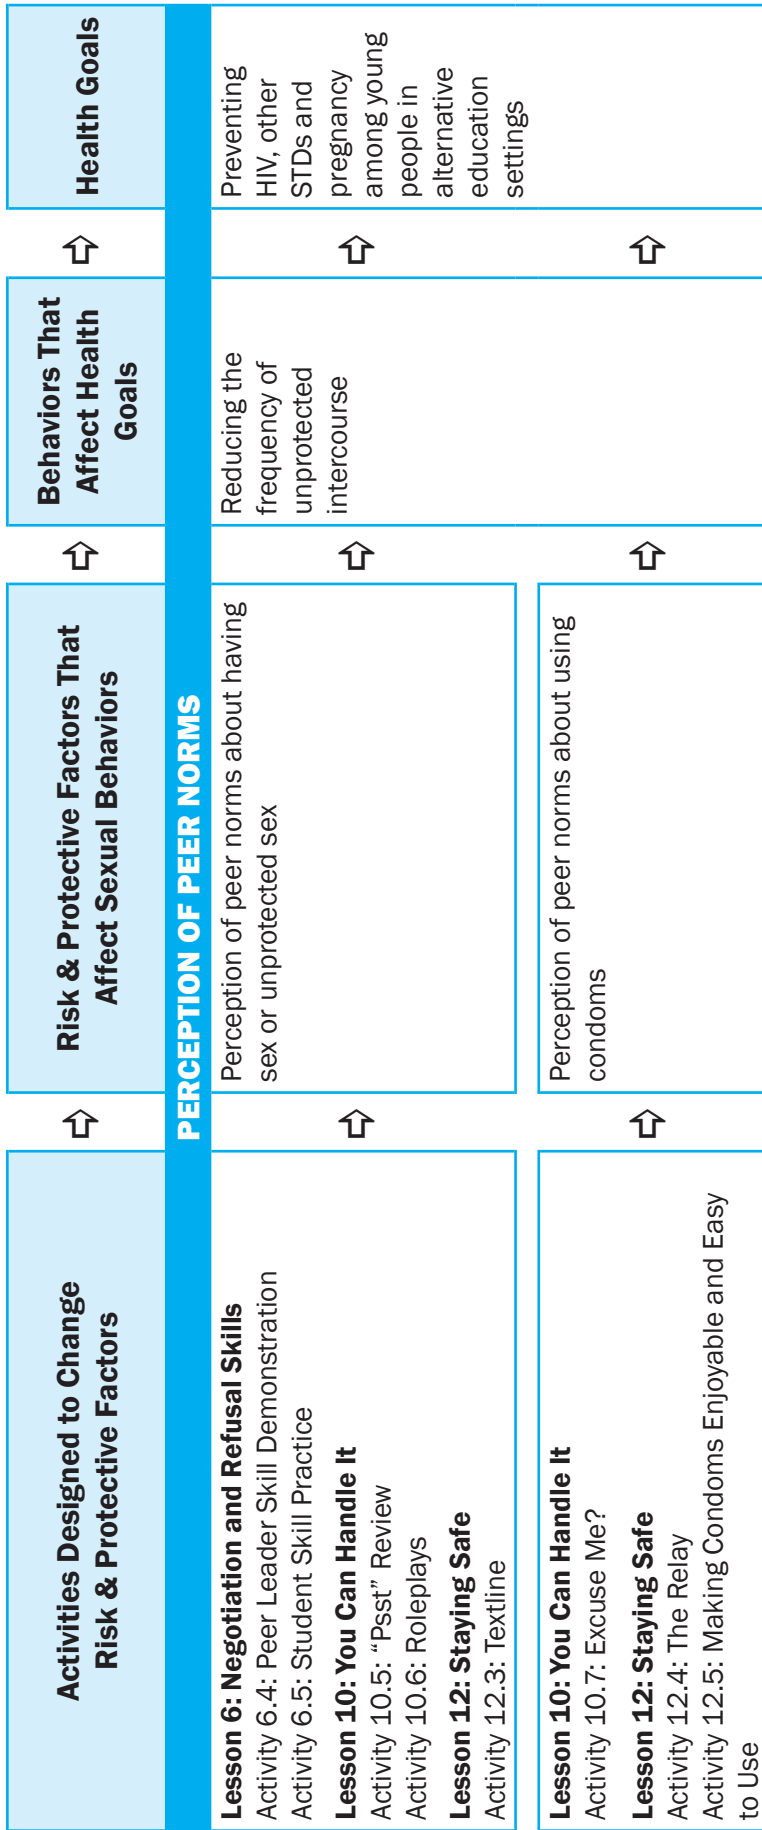 Activities Designed to Change
Risk & Protective Factors
Risk & Protective Factors That
Affect Sexual Behaviors
Behaviors That
Affect Health
Goals
Health Goals
PERCEPTION OF PEER NORMS
Lesson 6: Negotiation and Refusal Skills
Activity 6.4: Peer Leader Skill Demonstration
Activity 6.5: Student Skill Practice
Lesson 10: You Can Handle It
Activity 10.5: “Psst” Review
Activity 10.6: Roleplays
Lesson 12: Staying Safe
Activity 12.3: Textline
Perception of peer norms about having
sex or unprotected sex
Reducing the
frequency of
unprotected
intercourse
Preventing
HIV, other
STDs and
pregnancy
among young
people in
alternative
education
settings
Lesson 10: You Can Handle It
Activity 10.7: Excuse Me?
Lesson 12: Staying Safe
Activity 12.4: The Relay
Activity 12.5: Making Condoms Enjoyable and Easy
to Use
Perception of peer norms about using
condoms